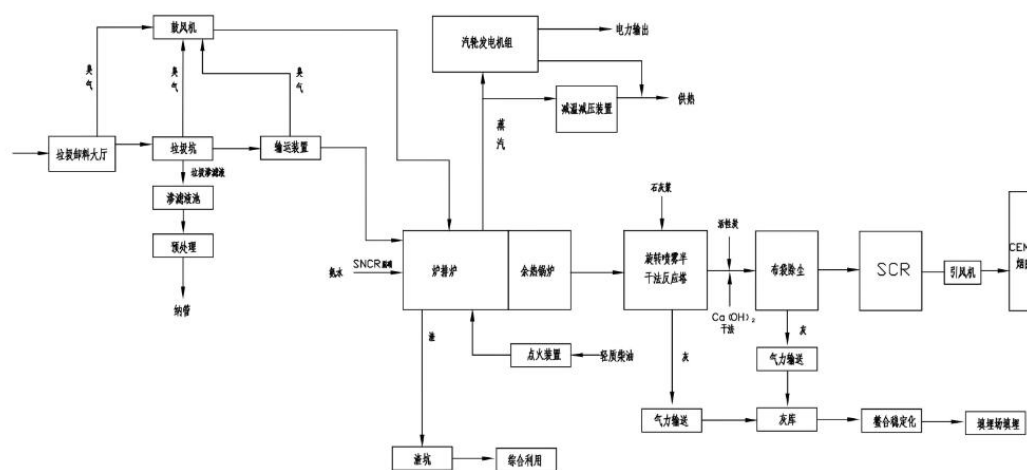 鼓风机
汽轮发电机组
电力输出
臭气
臭气
臭气
减温减压装置
供热
蒸汽
垃圾卸料大厅
垃圾坑
输运装置
垃圾渗滤液
渗滤液池
预处理
纳管
石灰浆
活性炭
氨水
SNCR
炉排炉
余热锅炉
旋转喷雾半
干法反应塔
布袋除尘
SCR
引风机
CEM
Ca(OH)₂
干法
渣
点火装置
轻质柴油
灰
灰
气力输送
气力输送
灰库
整合稳定化
填埋场填埋
渣坑
综合利用